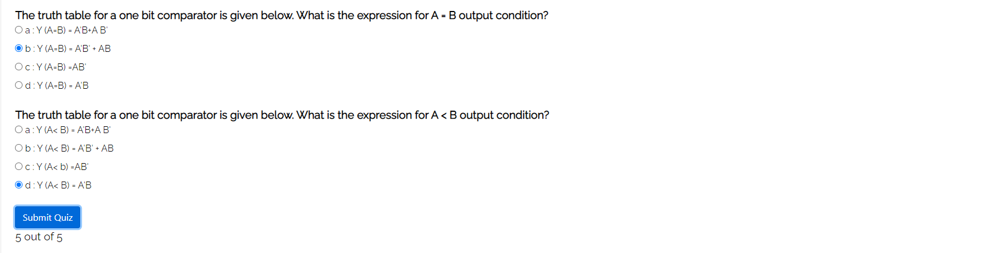 The truth table for a one bit comparator is given below. What is the expression for A = B output condition?
a : Y (A=B) = A'B+A B'
b : Y (A=B) = A'B' + AB
c : Y (A=B) =AB'
d : Y (A=B) = A'B
The truth table for a one bit comparator is given below. What is the expression for A < B output condition?
a : Y (A< B) = A'B+A B'
b : Y (A< B) = A'B' + AB
c : Y (A< b) =AB'
d : Y (A< B) = A'B
Submit Quiz
5 out of 5